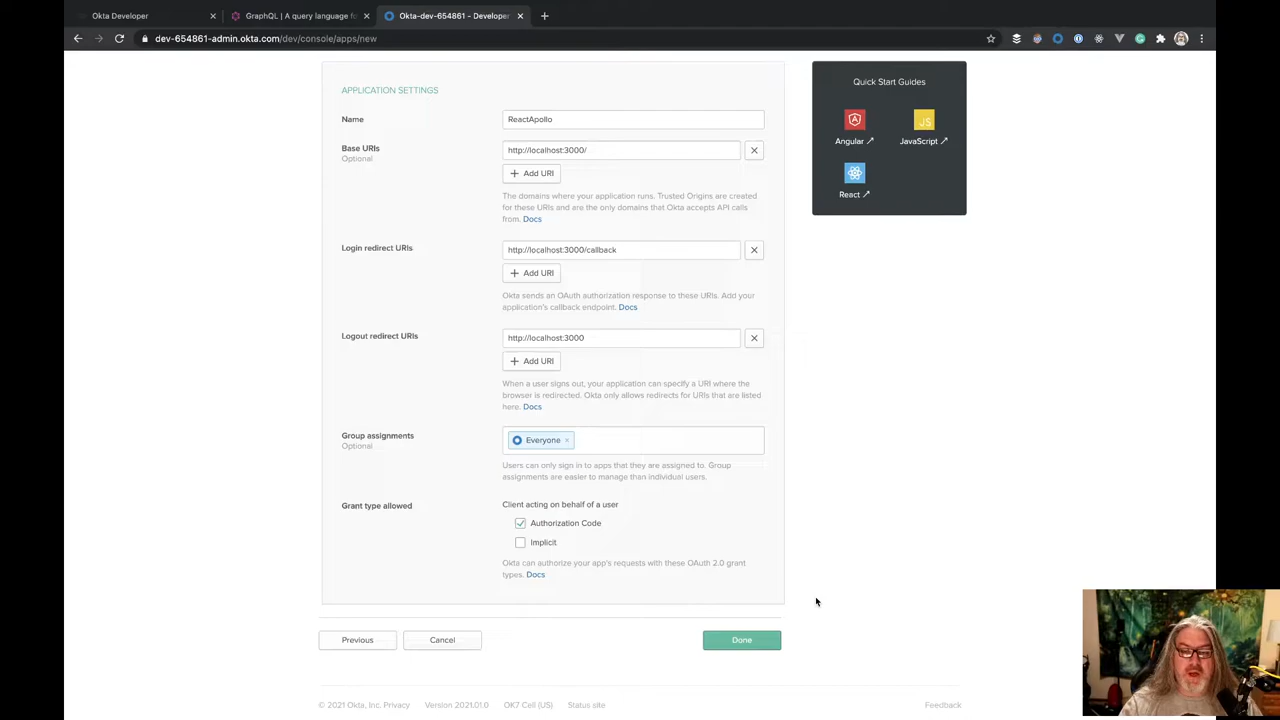 Okta Developer
GraphQL | A query language fo
Okta-dev-654861 - Developer
dev-654861-admin.okta.com/dev/console/apps/new
APPLICATION SETTINGS
Name
ReactApollo
Base URIs
Optional
http://localhost:3000/
Add URI
The domains where your application runs. Trusted Origins are created
for these URIs and are the only domains that Okta accepts API calls
from. Docs
Login redirect URIs
http://localhost:3000/callback
Add URI
Okta sends an OAuth authorization response to these URIs. Add your
application's callback endpoint. Docs
Logout redirect URIs
http://localhost:3000
Add URI
When a user signs out, your application can specify a URI where the
browser is redirected. Okta only allows redirects for URIs that are listed
here. Docs
Group assignments
Optional
Everyone
Users can only sign in to apps that they are assigned to. Group
assignments are easier to manage than individual users.
Grant type allowed
Client acting on behalf of a user
Authorization Code
Implicit
Okta can authorize your app's requests with these OAuth 2.0 grant
types. Docs
Previous
Cancel
Done
Quick Start Guides
Angular
JS
JavaScript
React
© 2021 Okta, Inc. Privacy
Version 2021.01.0
OK7 Cell (US)
Status site
Feedback